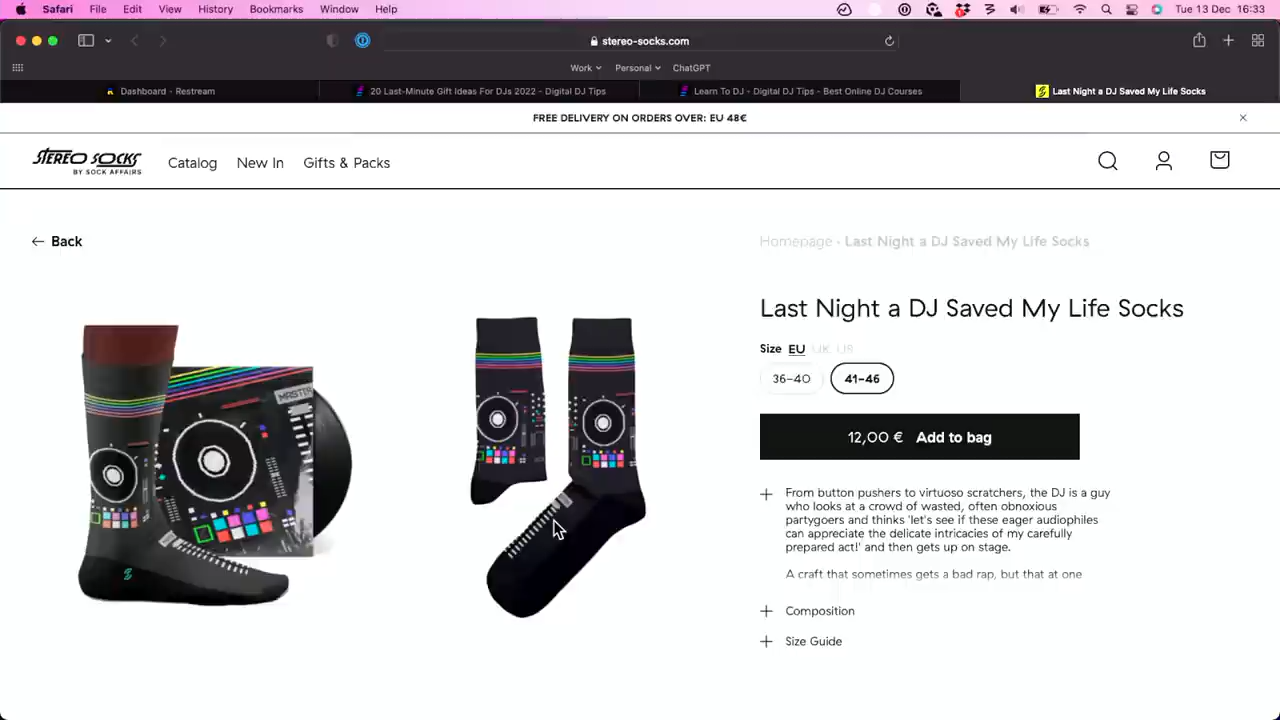 Safari File Edit View History Bookmarks Window Help Tue 13 Dec 16:33
stereo-socks.com
Work Personal ChatGPT
Dashboard - Restream 20 Last-Minute Gift Ideas For DJs 2022 - Digital DJ Tips Learn To DJ - Digital DJ Tips - Best Online DJ Courses Last Night a DJ Saved My Life Socks
FREE DELIVERY ON ORDERS OVER: EU 48€
STEREO SOCKS
BY SOCK AFFAIRS
Catalog New In Gifts & Packs
← Back
Homepage • Last Night a DJ Saved My Life Socks
Last Night a DJ Saved My Life Socks
Size EU UK US
36-40 41-46
12,00 € Add to bag
MASTER
From button pushers to virtuoso scratchers, the DJ is a guy
who looks at a crowd of wasted, often obnoxious
partygoers and thinks 'let's see if these eager audiophiles
can appreciate the delicate intricacies of my carefully
prepared act!' and then gets up on stage.
A craft that sometimes gets a bad rap, but that at one
Composition
Size Guide